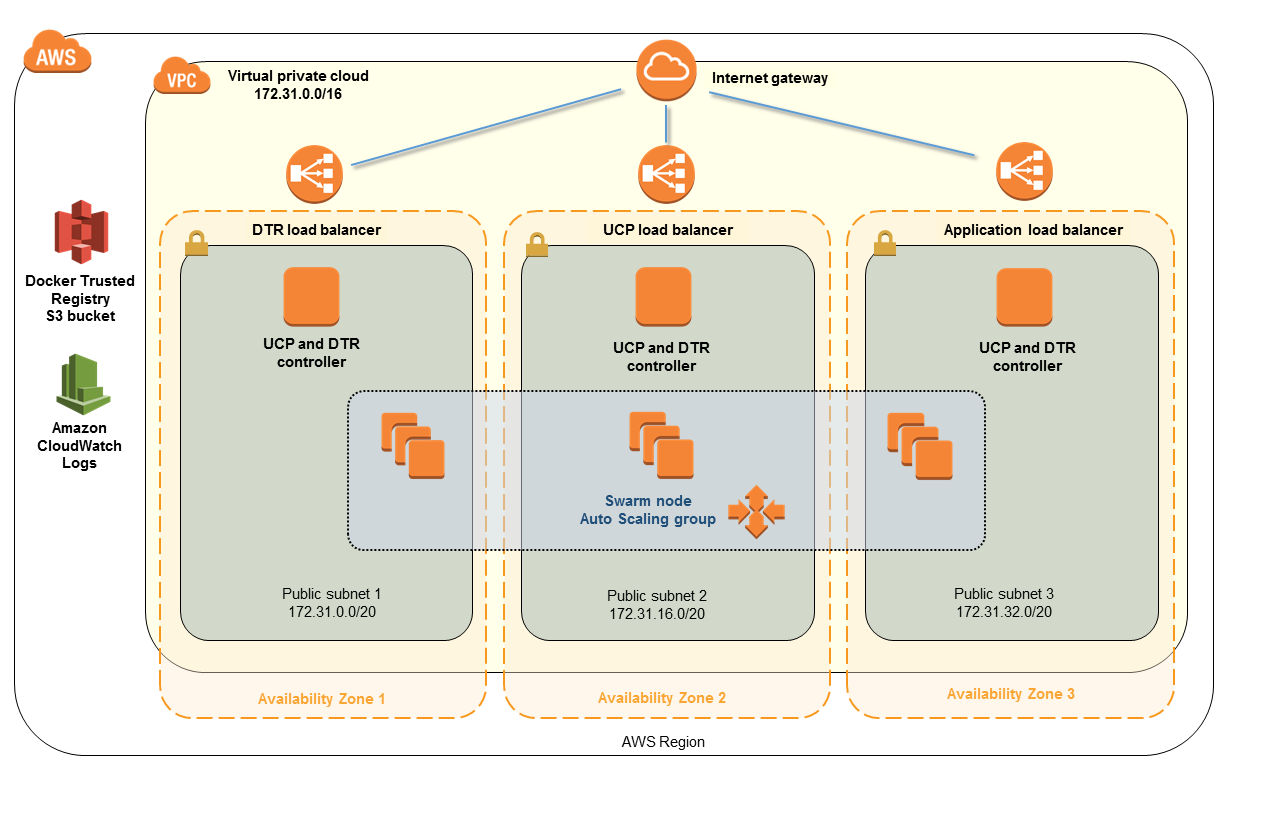 AWS
VPC
Virtual private cloud
172.31.0.0/16
Internet gateway
DTR load balancer
UCP load balancer
Application load balancer
Docker Trusted
Registry
S3 bucket
UCP and DTR
controller
UCP and DTR
controller
UCP and DTR
controller
Amazon
CloudWatch
Logs
Swarm node
Auto Scaling group
Public subnet 1
172.31.0.0/20
Public subnet 2
172.31.16.0/20
Public subnet 3
172.31.32.0/20
Availability Zone 1
Availability Zone 2
Availability Zone 3
AWS Region